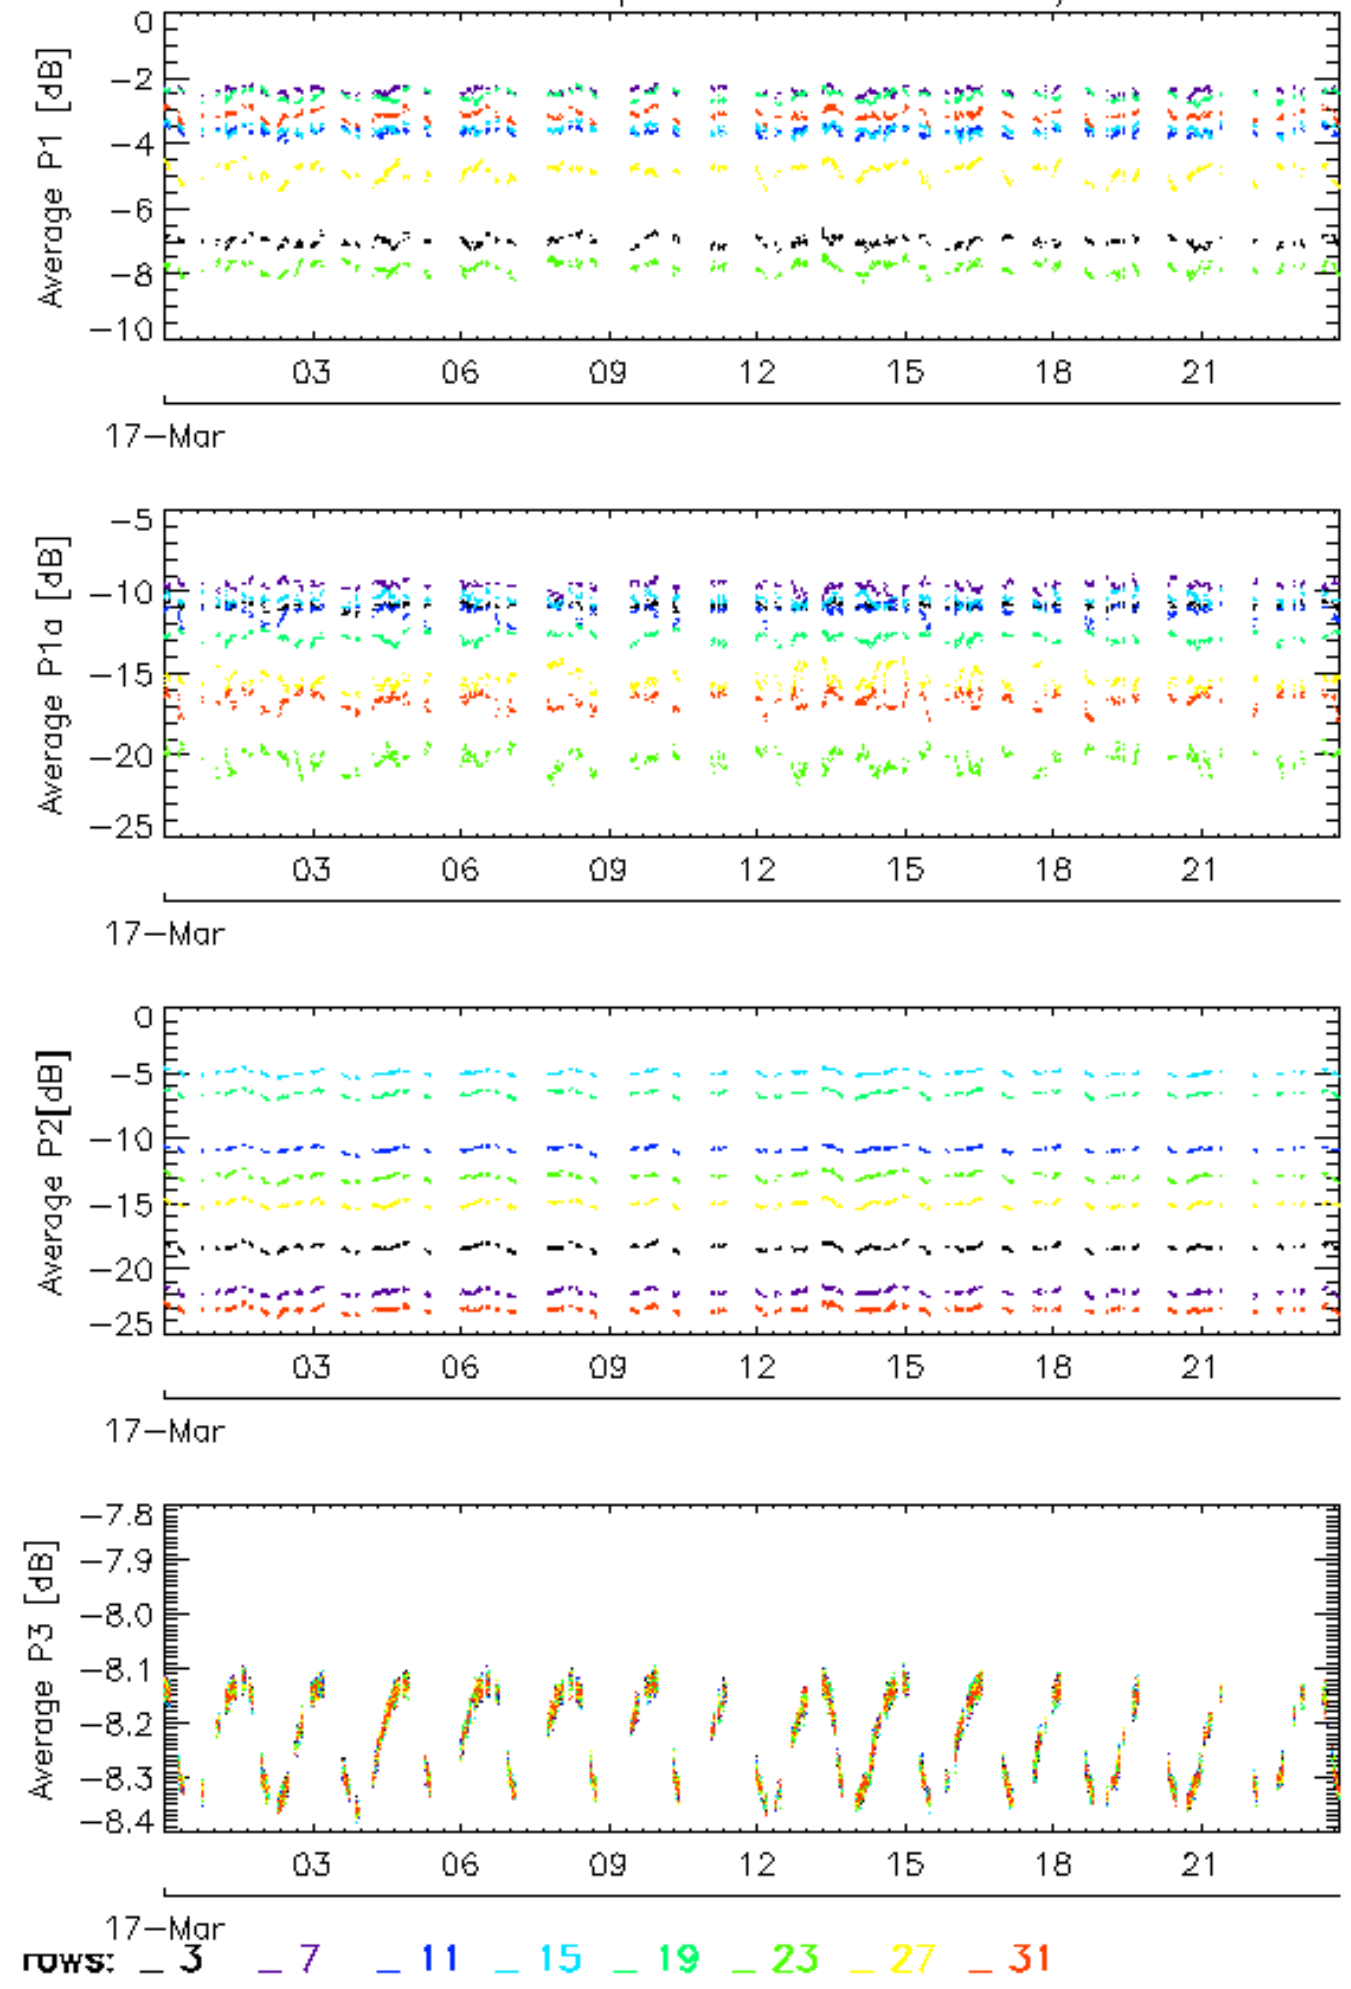 0
−2
−4
−6
−8
−10
Average P1 [dB]
03 06 09 12 15 18 21
17−Mar
−5
−10
−15
−20
−25
Average P1a [dB]
03 06 09 12 15 18 21
17−Mar
0
−5
−10
−15
−20
−25
Average P2[dB]
03 06 09 12 15 18 21
17−Mar
−7.8
−7.9
−8.0
−8.1
−8.2
−8.3
−8.4
Average P3 [dB]
03 06 09 12 15 18 21
17−Mar
rows: _ 3 _ 7 _ 11 _ 15 _ 19 _ 23 _ 27 _ 31